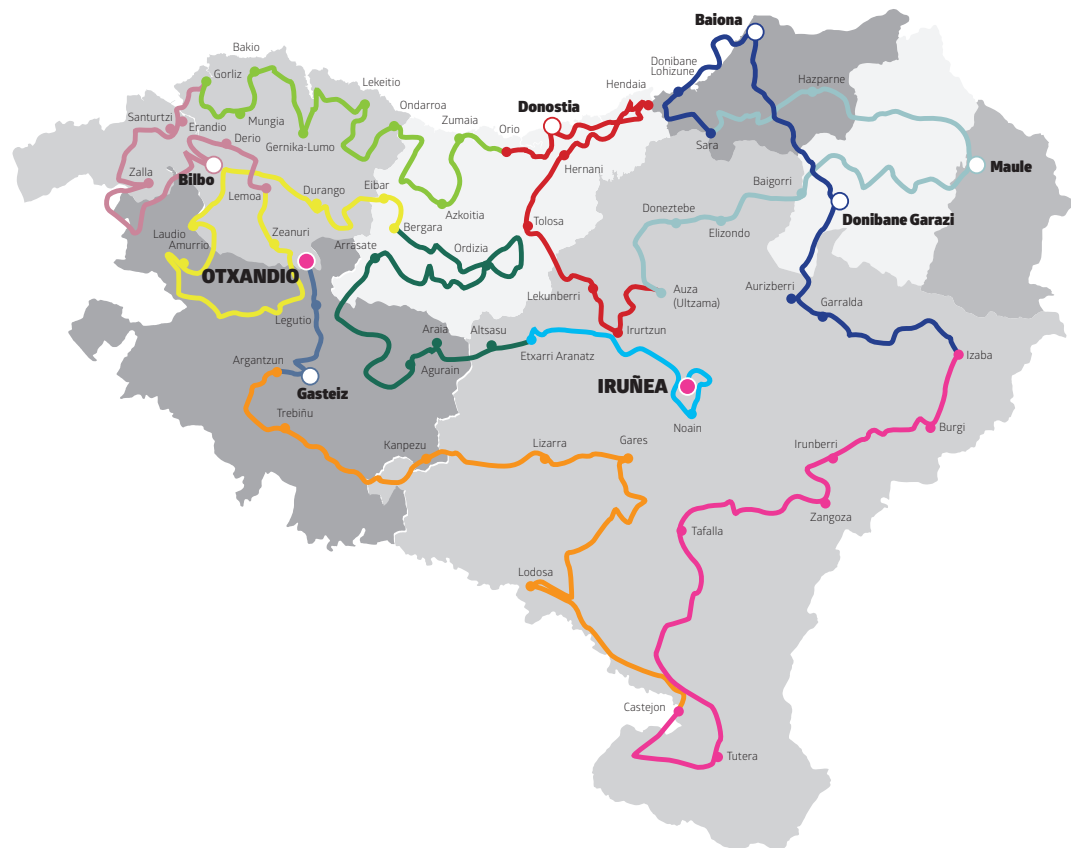 Baiona
Bakio
Gorliz
Donibane
Lohizune
Hazparne
Lekeitio
Hendaia
Ondarroa
Donostia
Santurtzi
Erandio
Mungia
Zumaia
Orio
Derio
Gernika-Lumo
Sara
Hernani
Zalla
Bilbo
Maule
Baigorri
Durango
Eibar
Lemoa
Azkoitia
Doneztebe
Donibane Garazi
Tolosa
Bergara
Zeanuri
Laudio
Elizondo
Amurrio
Arrasate
Ordizia
OTXANDIO
Aurizberri
Lekunberri
Auza
(Ultzama)
Garralda
Legutio
Araia
Altsasu
Irurtzun
Etxarri Aranatz
Izaba
Argantzun
Agurain
IRUÑEA
Gasteiz
Trebiñu
Noain
Burgi
Kanpezu
Lizarra
Gares
Irunberri
Zangoza
Tafalla
Lodosa
Castejon
Tutera